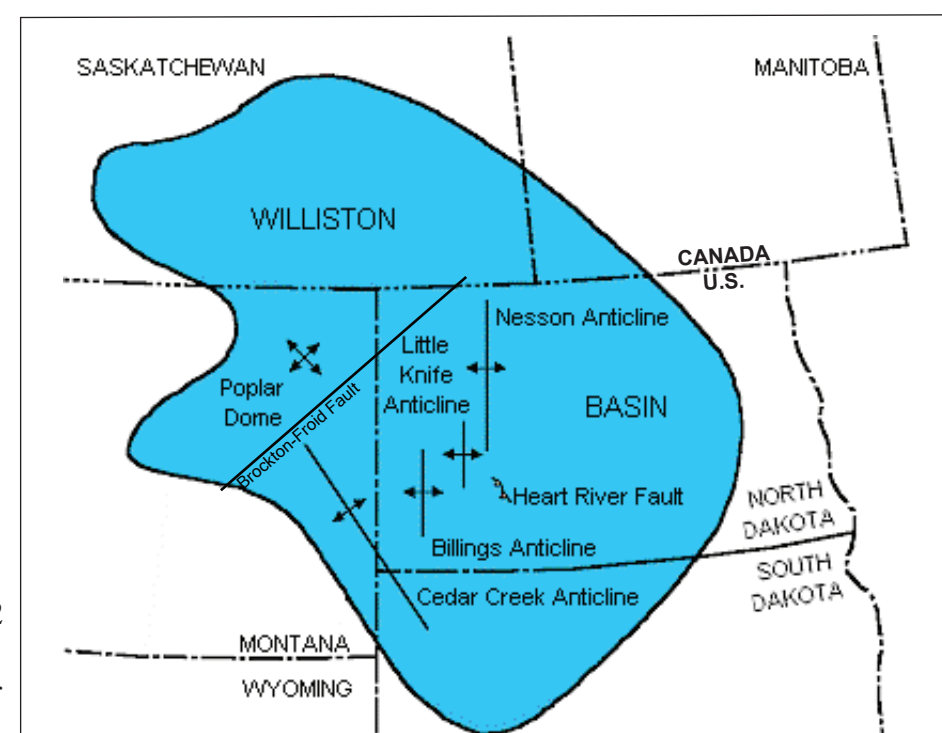 SASKATCHEWAN
MANITOBA
WILLISTON
CANADA
U.S.
Nesson Anticline
Little
Knife
Anticline
Poplar
Dome
Brockton-Froid Fault
BASIN
Heart River Fault
NORTH
DAKOTA
Billings Anticline
SOUTH
DAKOTA
Cedar Creek Anticline
MONTANA
WYOMING